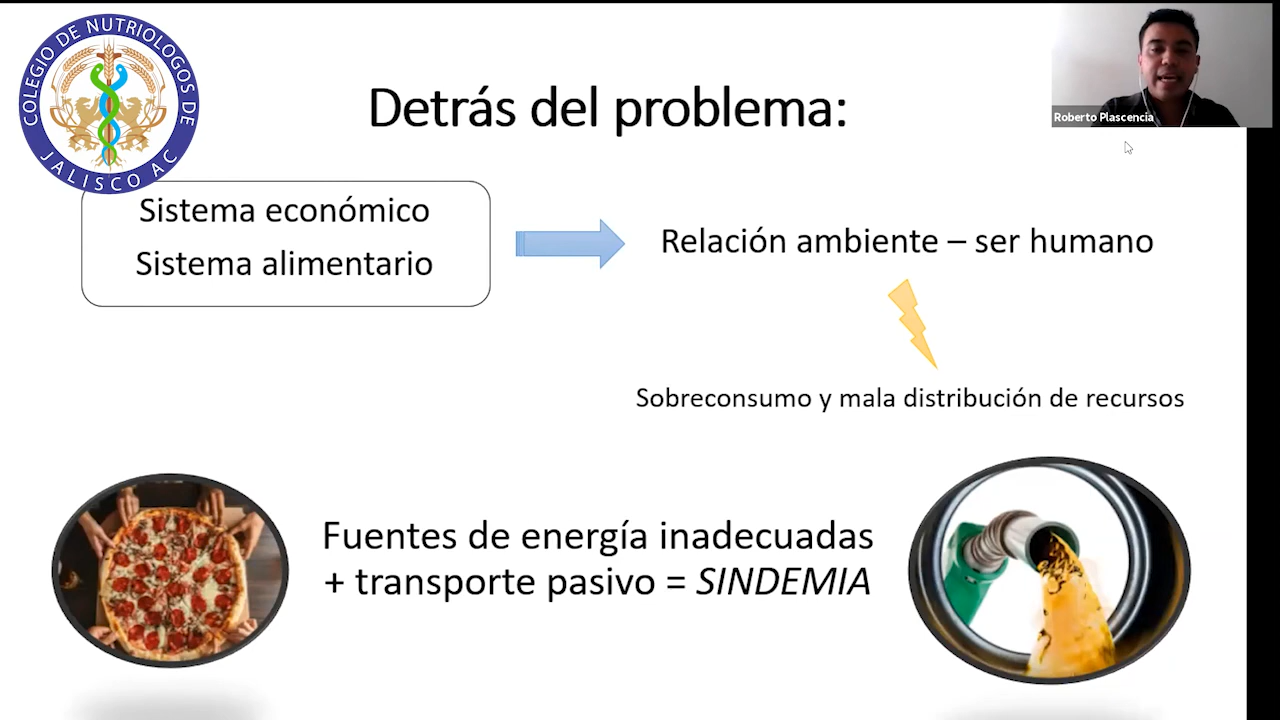 COLEGIO DE NUTRIOLOGOS DE
JALISCO AC
Detrás del problema:
Roberto Plascencia
Sistema económico
Sistema alimentario
Relación ambiente – ser humano
Sobreconsumo y mala distribución de recursos
Fuentes de energía inadecuadas
+ transporte pasivo = SINDEMIA